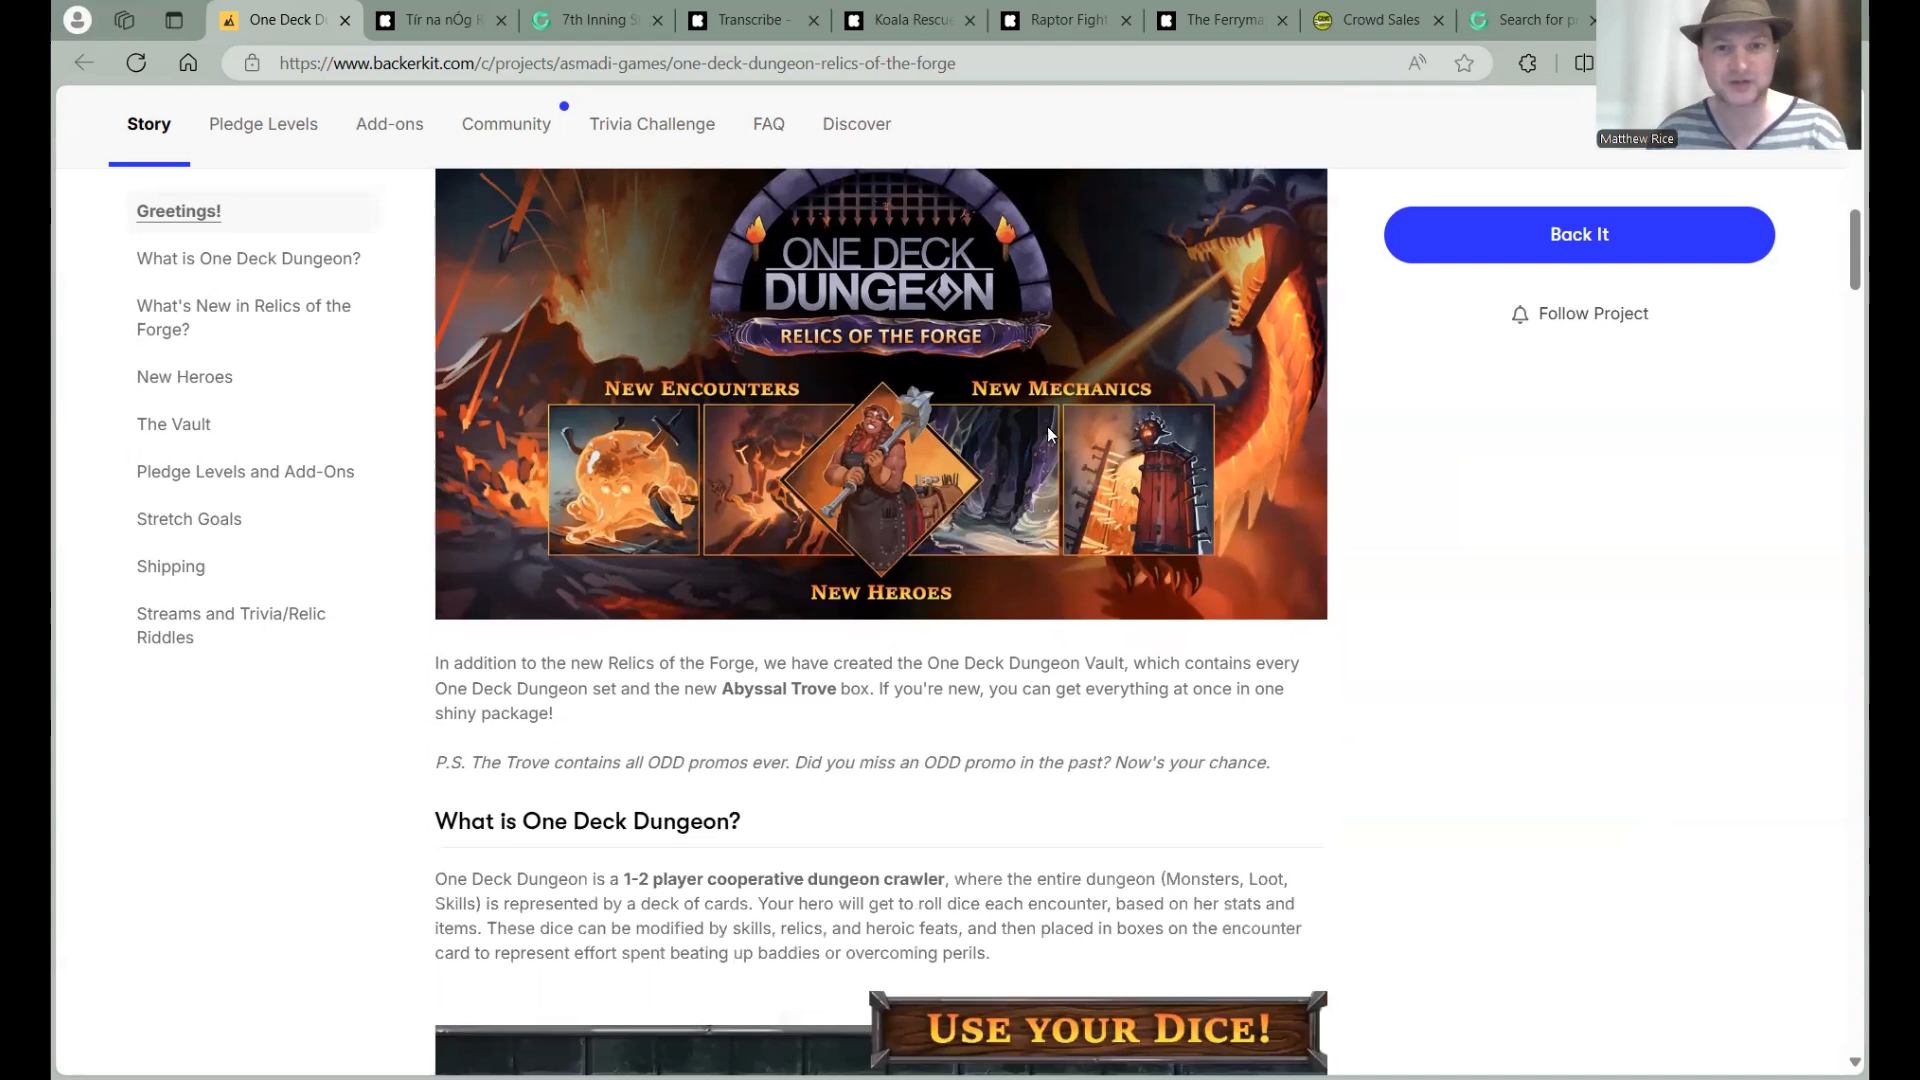 One Deck D
Tír na nÓg R
7th Inning S
Transcribe -
Koala Rescue
Raptor Fight
The Ferryma
Crowd Sales
Search for p
https://www.backerkit.com/c/projects/asmadi-games/one-deck-dungeon-relics-of-the-forge
Matthew Rice
Story
Pledge Levels
Add-ons
Community
Trivia Challenge
FAQ
Discover
Greetings!
What is One Deck Dungeon?
What's New in Relics of the
Forge?
New Heroes
The Vault
Pledge Levels and Add-Ons
Stretch Goals
Shipping
Streams and Trivia/Relic
Riddles
ONE DECK
DUNGEON
RELICS OF THE FORGE
NEW ENCOUNTERS
NEW MECHANICS
NEW HEROES
Back It
Follow Project
In addition to the new Relics of the Forge, we have created the One Deck Dungeon Vault, which contains every
One Deck Dungeon set and the new Abyssal Trove box. If you're new, you can get everything at once in one
shiny package!
P.S. The Trove contains all ODD promos ever. Did you miss an ODD promo in the past? Now's your chance.
What is One Deck Dungeon?
One Deck Dungeon is a 1-2 player cooperative dungeon crawler, where the entire dungeon (Monsters, Loot,
Skills) is represented by a deck of cards. Your hero will get to roll dice each encounter, based on her stats and
items. These dice can be modified by skills, relics, and heroic feats, and then placed in boxes on the encounter
card to represent effort spent beating up baddies or overcoming perils.
USE YOUR DICE!